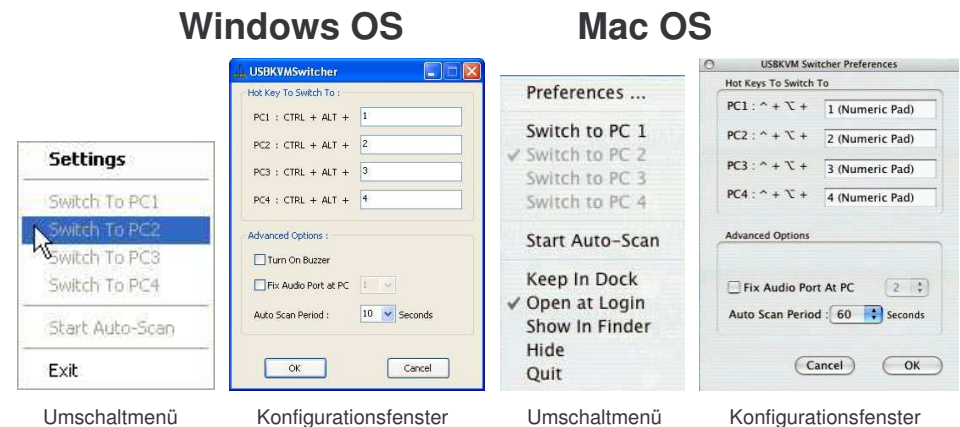 Windows OS
Mac OS
Settings
Switch To PC1
Switch To PC2
Switch To PC3
Switch To PC4
Start Auto-Scan
Exit
Umschaltmenü
USBKVMSwitcher
Hot Key To Switch To :
PC1 : CTRL + ALT + 1
PC2 : CTRL + ALT + 2
PC3 : CTRL + ALT + 3
PC4 : CTRL + ALT + 4
Advanced Options :
Turn On Buzzer
Fix Audio Port at PC 1
Auto Scan Period : 10 Seconds
OK Cancel
Konfigurationsfenster
Preferences ...
Switch to PC 1
✓ Switch to PC 2
Switch to PC 3
Switch to PC 4
Start Auto-Scan
Keep In Dock
✓ Open at Login
Show In Finder
Hide
Quit
Umschaltmenü
USBKVM Switcher Preferences
Hot Keys To Switch To
PC1 : ^ + ⌥ + 1 (Numeric Pad)
PC2 : ^ + ⌥ + 2 (Numeric Pad)
PC3 : ^ + ⌥ + 3 (Numeric Pad)
PC4 : ^ + ⌥ + 4 (Numeric Pad)
Advanced Options
Fix Audio Port At PC 2
Auto Scan Period : 60 Seconds
Cancel OK
Konfigurationsfenster